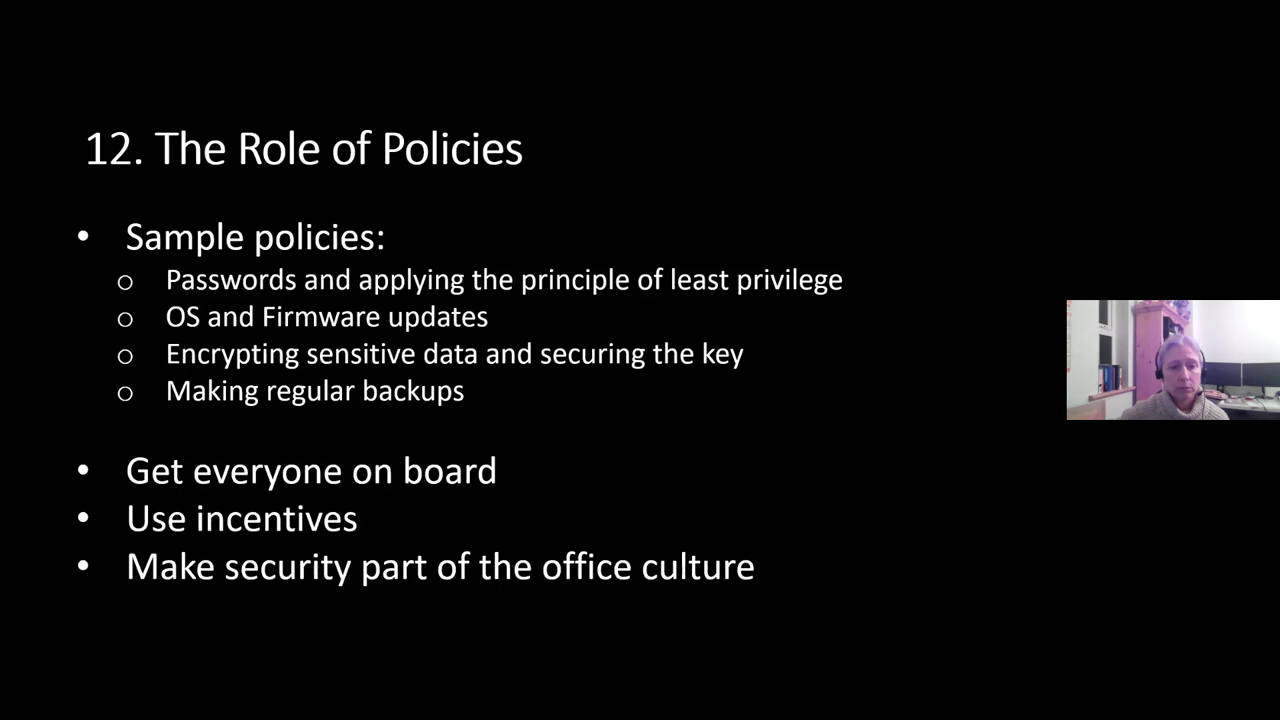 12. The Role of Policies
• Sample policies:
o Passwords and applying the principle of least privilege
o OS and Firmware updates
o Encrypting sensitive data and securing the key
o Making regular backups
• Get everyone on board
• Use incentives
• Make security part of the office culture